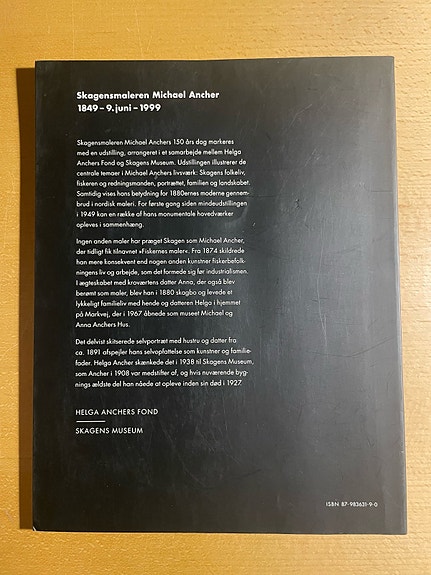 Skagensmaleren Michael Ancher
1849 – 9. juni – 1999
Skagensmaleren Michael Anchers 150 års dag markeres
med en udstilling, arrangeret i et samarbejde mellem Helga
Anchers Fond og Skagens Museum. Udstillingen illustrerer de
centrale temaer i Michael Anchers livsværk: Skagens folkeliv,
fiskeren og redningsmanden, portrættet, familien og landskabet.
Samtidig vises hans betydning for 1880ernes moderne gennem-
brud i nordisk maleri. For første gang siden mindeudstillingen
i 1949 kan en række af hans monumentale hovedværker
opleves i sammenhæng.
Ingen anden maler har præget Skagen som Michael Ancher,
der tidligt fik tilnavnet »Fiskernes maler«. Fra 1874 skildrede
han mere konsekvent end nogen anden kunstner fiskerbefolk-
ningens liv og arbejde, som det formede sig før industrialismen.
I ægteskabet med kroværtens datter Anna, der også blev
berømt som maler, blev han i 1880 skagbo og levede et
lykkeligt familieliv med hende og datteren Helga i hjemmet
på Markvej, der i 1967 åbnede som museet Michael og
Anna Anchers Hus.
Det delvist skitserede selvportræt med hustru og datter fra
ca. 1891 afspejler hans selvopfattelse som kunstner og familie-
fader. Helga Ancher skænkede det i 1938 til Skagens Museum,
som Ancher i 1908 var medstifter af, og hvis nuværende byg-
nings ældste del han nåede at opleve inden sin død i 1927.
HELGA ANCHERS FOND
SKAGENS MUSEUM
ISBN 87-983631-9-0